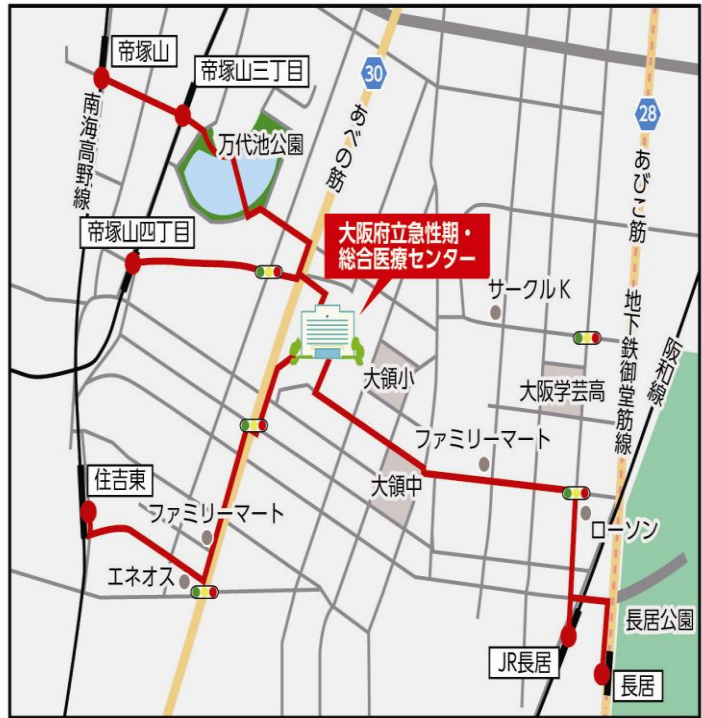 帝塚山
帝塚山三丁目
30
28
万代池公園
あべの筋
南海高野線
あびこ筋
帝塚山四丁目
大阪府立急性期・
総合医療センター
サークルK
地下鉄御堂筋線
阪和線
大領小
大阪学芸高
ファミリーマート
大領中
住吉東
ファミリーマート
ローソン
エネオス
長居公園
JR長居
長居